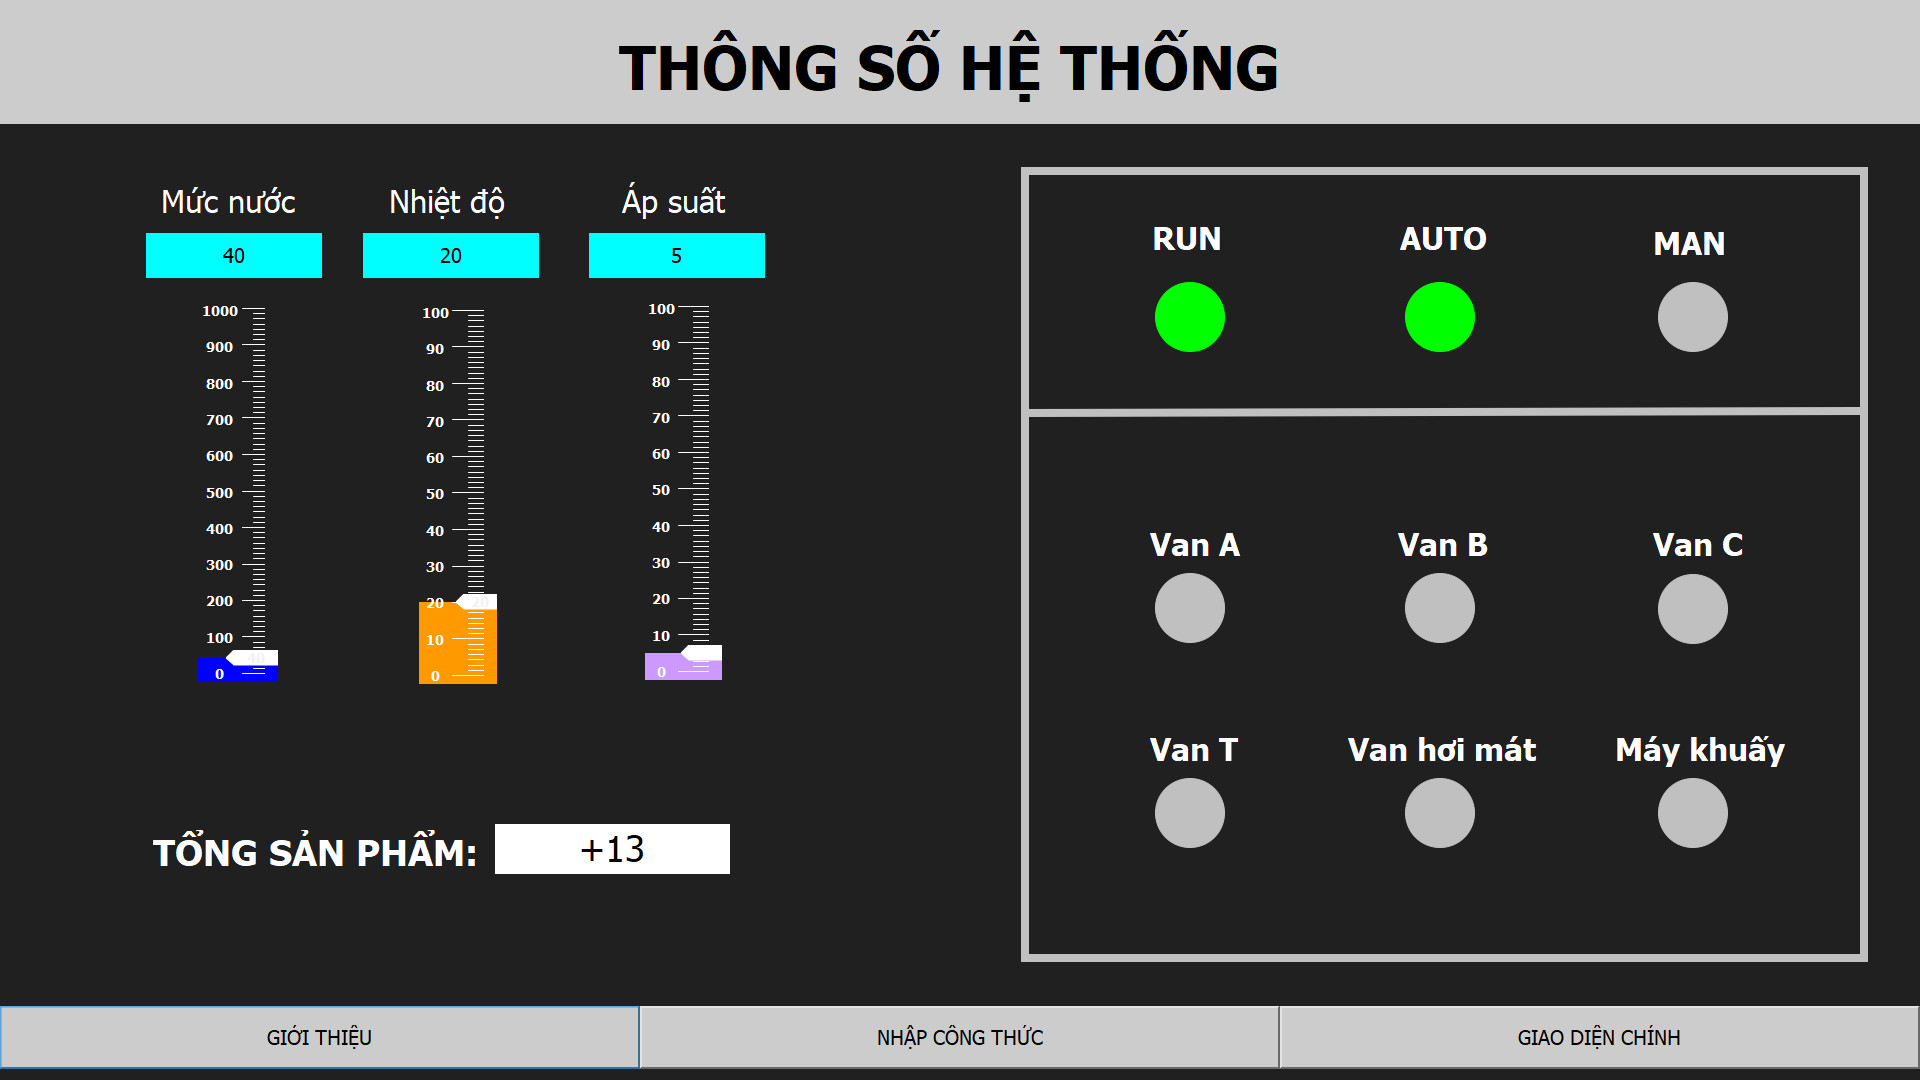 THÔNG SỐ HỆ THỐNG
Mức nước Nhiệt độ Áp suất
40 20 5
1000 100 100
900 90 90
800 80 80
700 70 70
600 60 60
500 50 50
400 40 40
300 30 30
200 20 20
100 10 10
0 0 0
RUN AUTO MAN
Van A Van B Van C
Van T Van hơi mát Máy khuấy
TỔNG SẢN PHẨM: +13
GIỚI THIỆU NHẬP CÔNG THỨC GIAO DIỆN CHÍNH